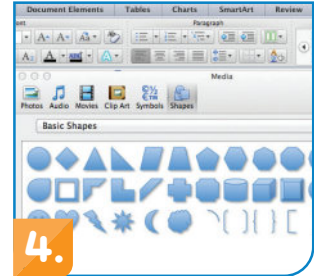 Document Elements Tables Charts SmartArt Review
Paragraph
Media
Photos Audio Movies Clip Art Symbols Shapes
Basic Shapes
4.